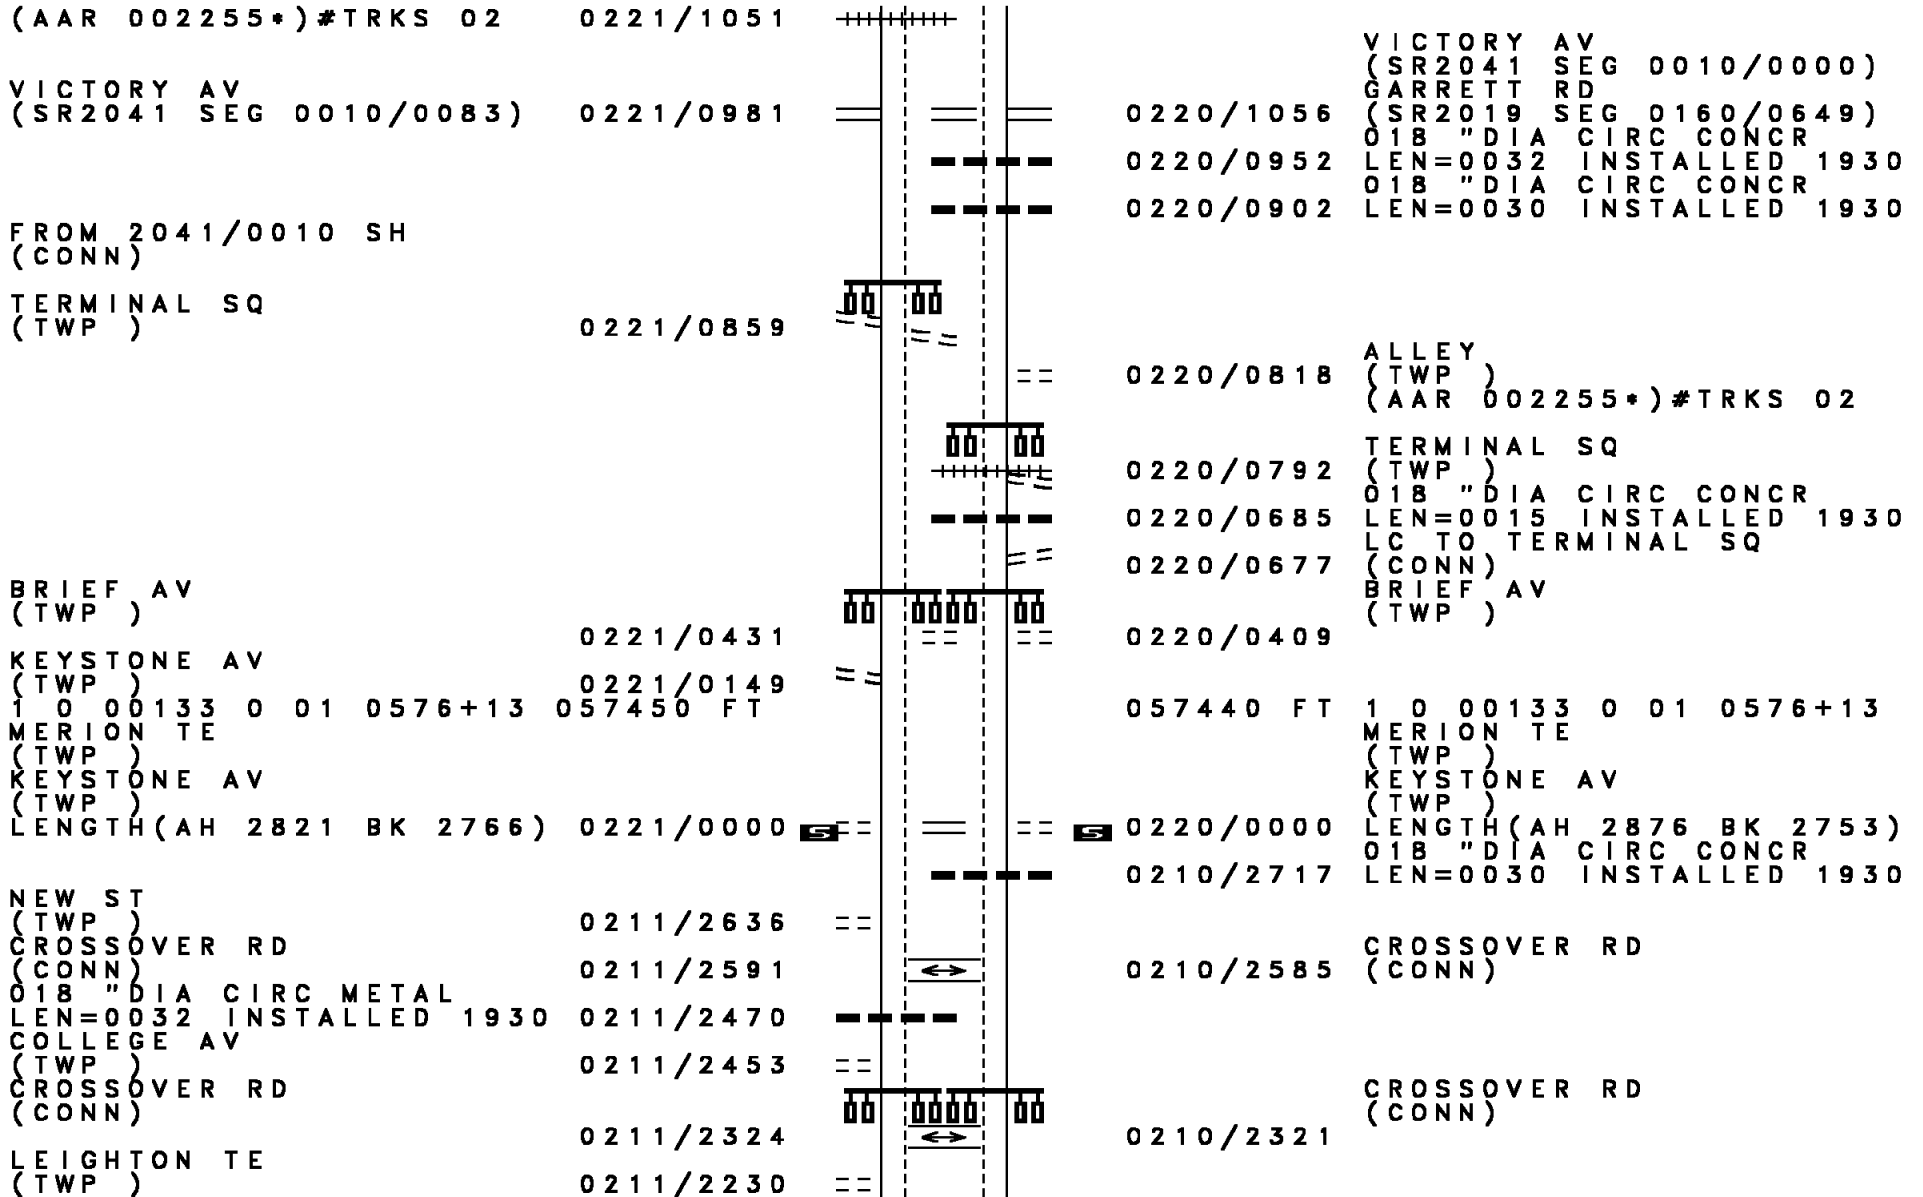 (AAR 002255*)#TRKS 02 0221/1051
VICTORY AV
(SR2041 SEG 0010/0000)
VICTORY AV
GARRETT RD
(SR2041 SEG 0010/0083) 0221/0981 0220/1056 (SR2019 SEG 0160/0649)
018 "DIA CIRC CONCR
0220/0952 LEN=0032 INSTALLED 1930
018 "DIA CIRC CONCR
0220/0902 LEN=0030 INSTALLED 1930
FROM 2041/0010 SH
(CONN)
TERMINAL SQ
(TWP ) 0221/0859
ALLEY
0220/0818 (TWP )
(AAR 002255*)#TRKS 02
TERMINAL SQ
0220/0792 (TWP )
018 "DIA CIRC CONCR
0220/0685 LEN=0015 INSTALLED 1930
LC TO TERMINAL SQ
0220/0677 (CONN)
BRIEF AV BRIEF AV
(TWP ) (TWP )
0221/0431 0220/0409
KEYSTONE AV
(TWP ) 0221/0149
1 0 00133 0 01 0576+13 057450 FT 057440 FT 1 0 00133 0 01 0576+13
MERION TE MERION TE
(TWP ) (TWP )
KEYSTONE AV KEYSTONE AV
(TWP ) (TWP )
LENGTH(AH 2821 BK 2766) 0221/0000 S S 0220/0000 LENGTH(AH 2876 BK 2753)
018 "DIA CIRC CONCR
0210/2717 LEN=0030 INSTALLED 1930
NEW ST
(TWP ) 0211/2636
CROSSOVER RD CROSSOVER RD
(CONN) 0211/2591 0210/2585 (CONN)
018 "DIA CIRC METAL
LEN=0032 INSTALLED 1930 0211/2470
COLLEGE AV
(TWP ) 0211/2453
CROSSOVER RD CROSSOVER RD
(CONN) (CONN)
0211/2324 0210/2321
LEIGHTON TE
(TWP ) 0211/2230